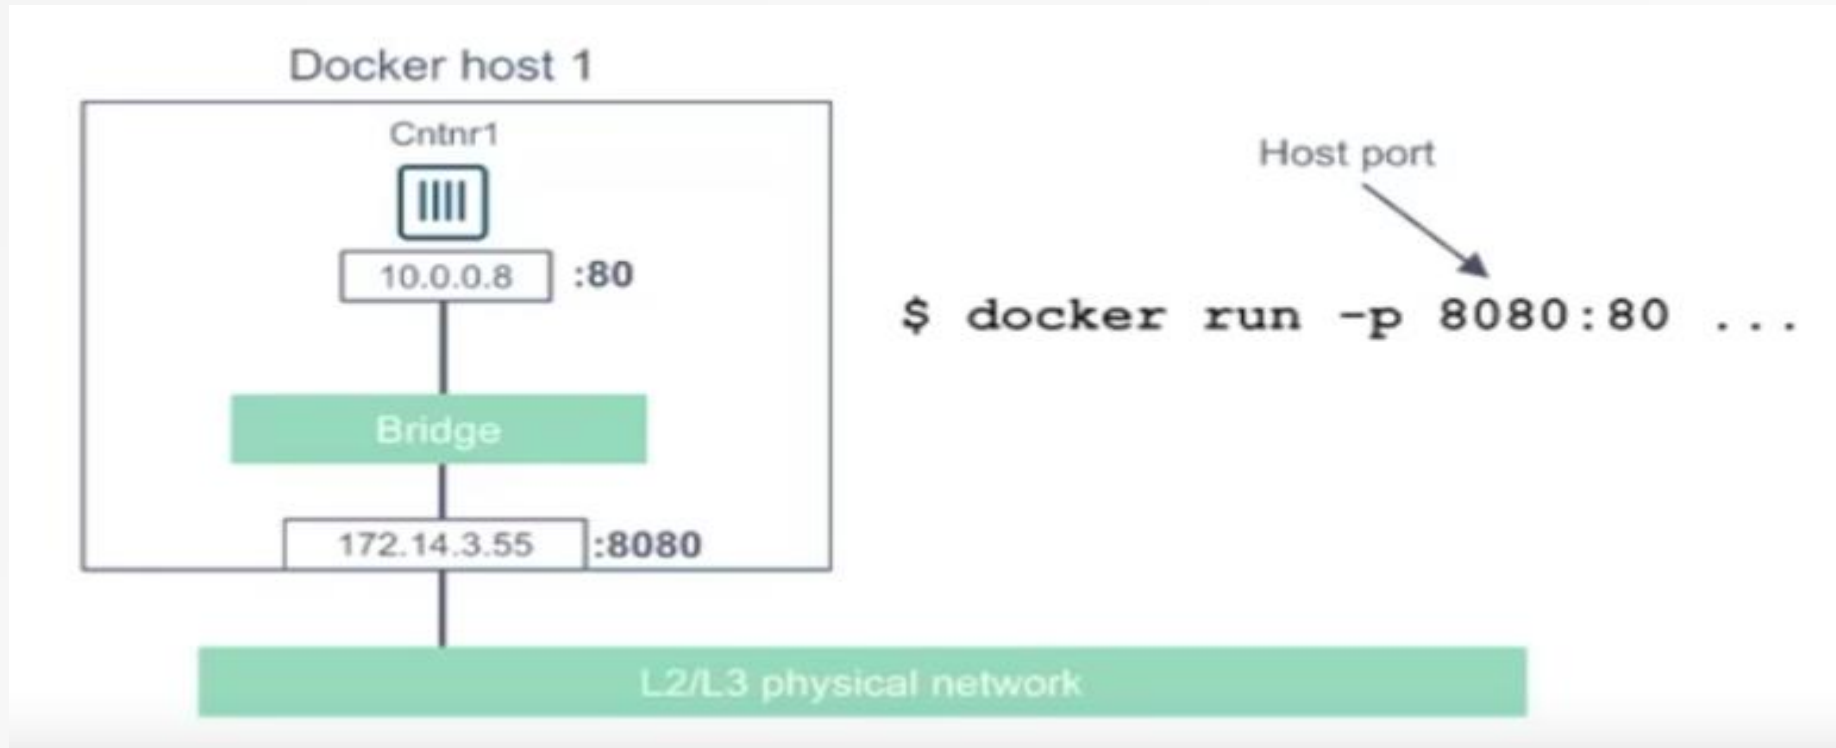 Docker host 1
Cntnr1
10.0.0.8 :80
Bridge
172.14.3.55 :8080
L2/L3 physical network
Host port
$ docker run -p 8080:80 ...